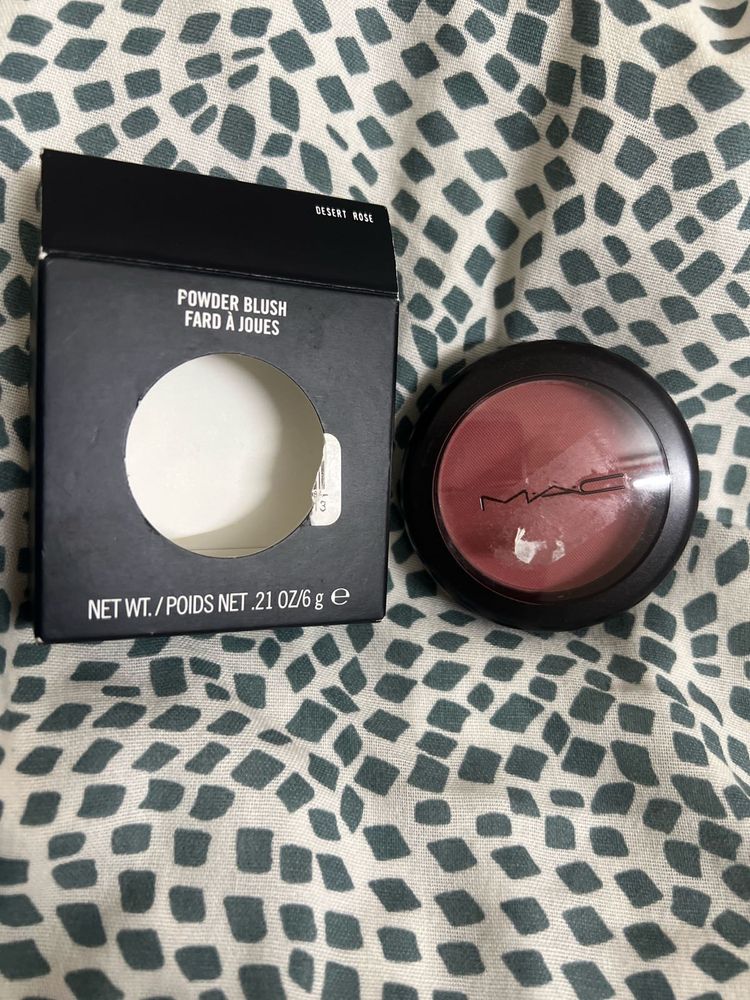 DESERT ROSE
POWDER BLUSH
FARD À JOUES
NET WT. / POIDS NET .21 OZ/6 g ℮
MAC